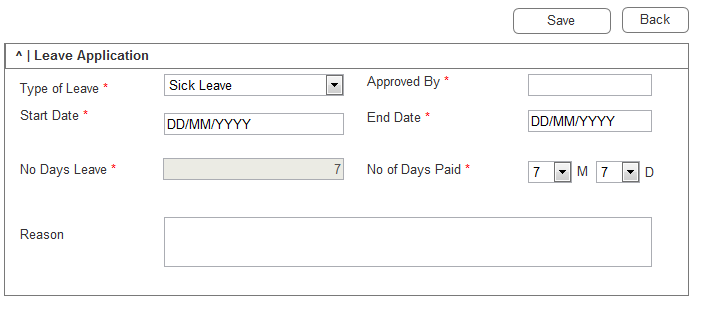 Save Back
^ | Leave Application
Type of Leave * Sick Leave Approved By *
Start Date * DD/MM/YYYY End Date * DD/MM/YYYY
No Days Leave * 7 No of Days Paid * 7 M 7 D
Reason